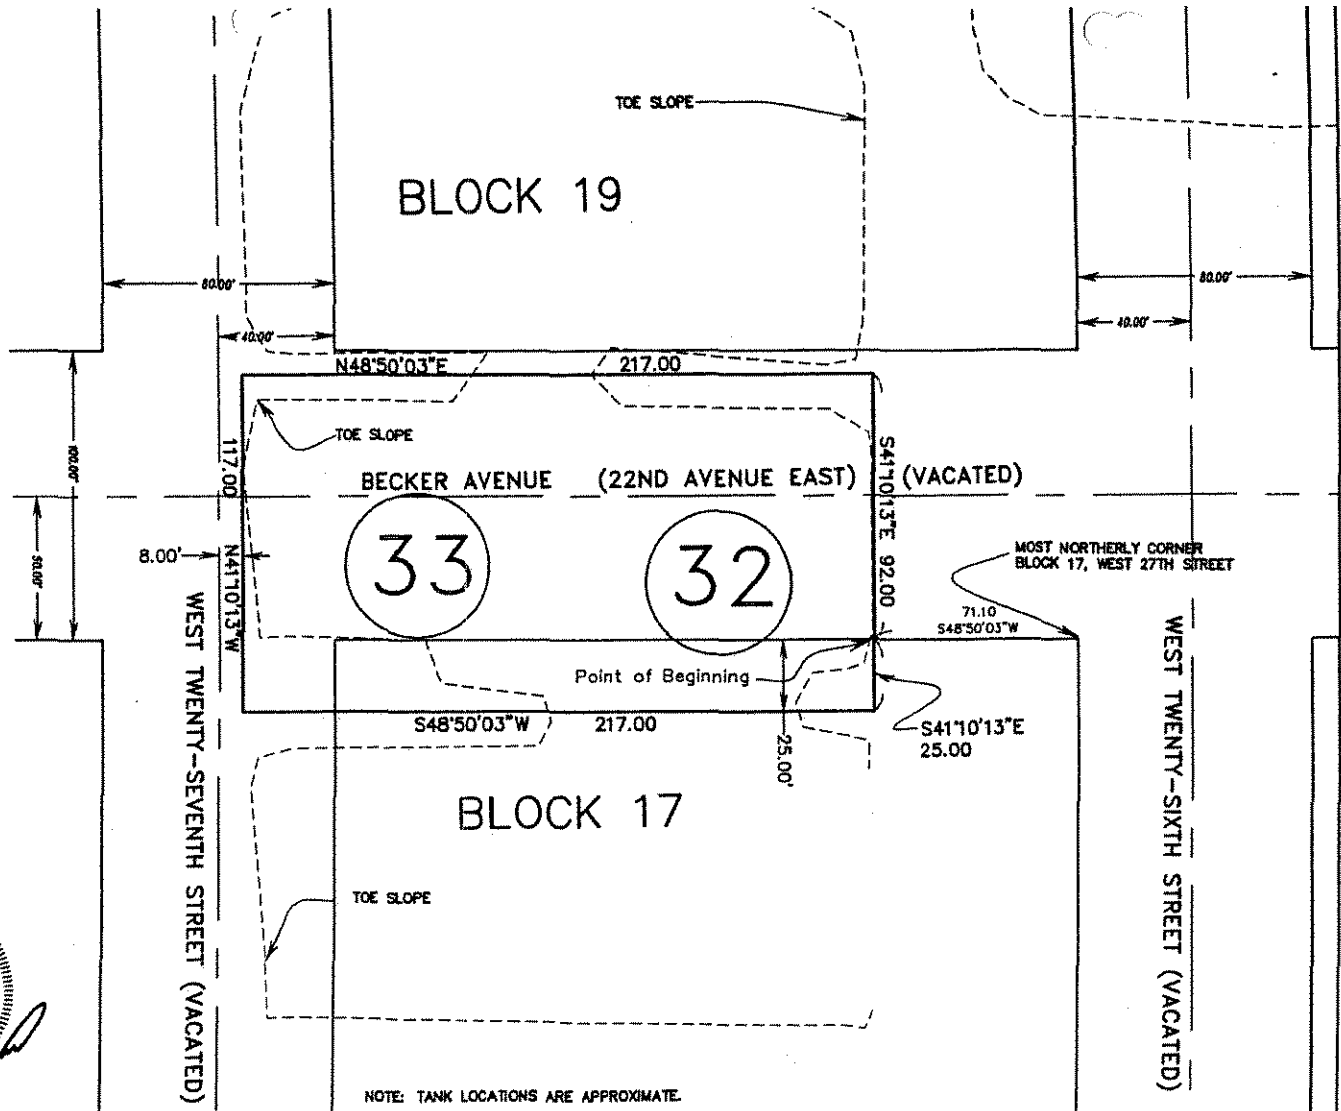 TOE SLOPE
BLOCK 19
80.00'
80.00'
40.00'
40.00'
N48°50'03"E 217.00
TOE SLOPE
100.00'
117.00
N41°10'13"W
BECKER AVENUE (22ND AVENUE EAST) (VACATED)
S41°10'13"E 92.00
50.00'
8.00'
33
32
MOST NORTHERLY CORNER
BLOCK 17, WEST 27TH STREET
71.10
S48°50'03"W
Point of Beginning
S48°50'03"W 217.00
25.00'
S41°10'13"E
25.00
BLOCK 17
WEST TWENTY-SEVENTH STREET (VACATED)
WEST TWENTY-SIXTH STREET (VACATED)
TOE SLOPE
NOTE: TANK LOCATIONS ARE APPROXIMATE.